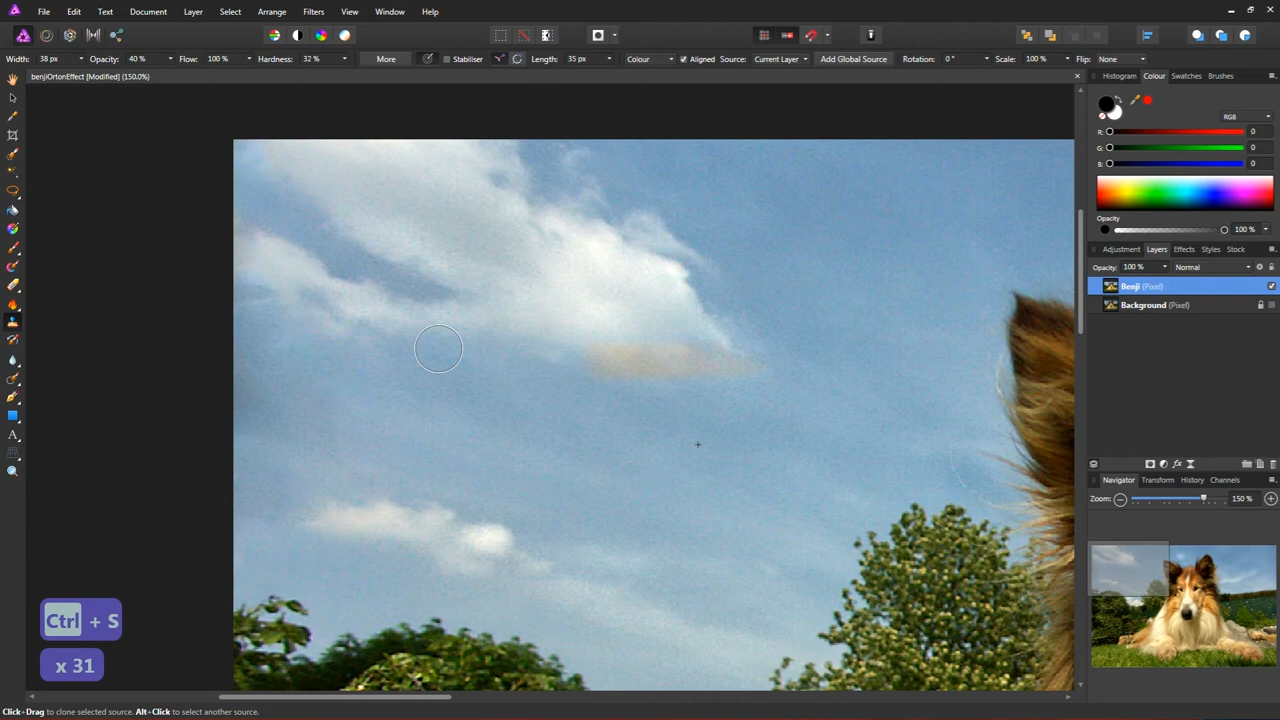 File Edit Text Document Layer Select Arrange Filters View Window Help
Width: 38 px Opacity: 40 % Flow: 100 % Hardness: 32 % More Stabiliser Length: 35 px Colour Aligned Source: Current Layer Add Global Source Rotation: 0 ° Scale: 100 % Flip: None
benjiOrtonEffect [Modified] (150.0%)
Histogram Colour Swatches Brushes
RGB
R: 0
G: 0
B: 0
Opacity
100 %
Adjustment Layers Effects Styles Stock
Opacity: 100 % Normal
Benji (Pixel)
Background (Pixel)
fx
Navigator Transform History Channels
Zoom: 150 %
A
Ctrl + S
x 31
Click+Drag to clone selected source. Alt+Click to select another source.